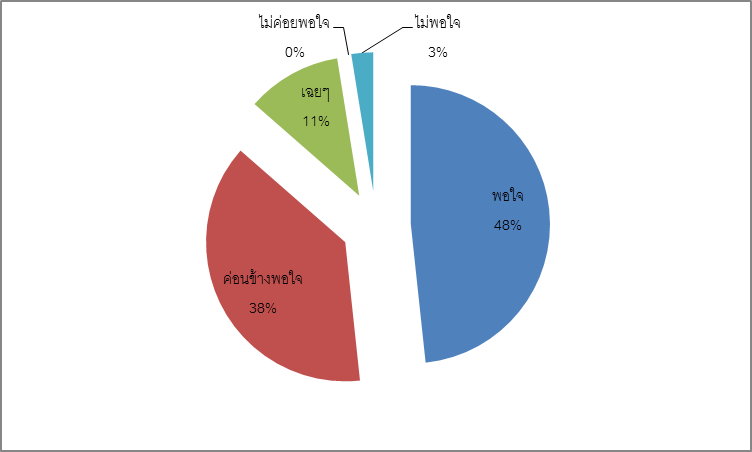 ไม่ค่อยพอใจ
0%
ไม่พอใจ
3%
เฉยๆ
11%
พอใจ
48%
ค่อนข้างพอใจ
38%